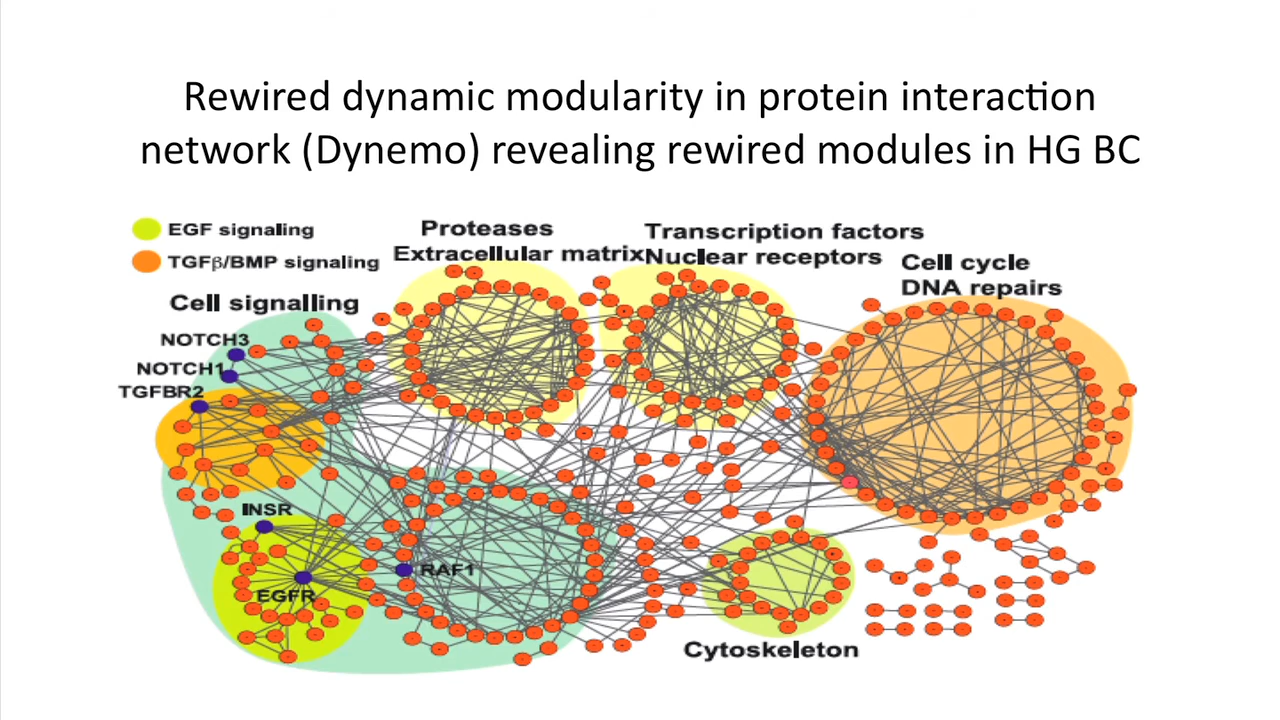 Rewired dynamic modularity in protein interaction
network (Dynemo) revealing rewired modules in HG BC
EGF signaling
TGFβ/BMP signaling
Proteases
Extracellular matrix
Transcription factors
Nuclear receptors
Cell cycle
DNA repairs
Cell signalling
NOTCH3
NOTCH1
TGFBR2
INSR
EGFR
RAF1
Cytoskeleton